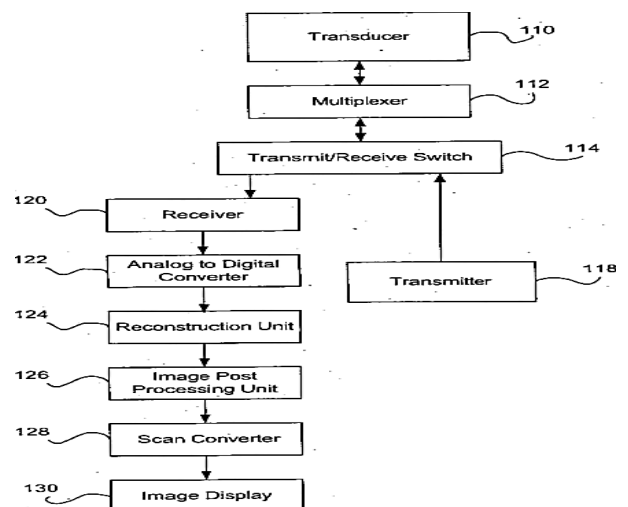 Transducer
110
Multiplexer
112
Transmit/Receive Switch
114
120
Receiver
122
Analog to Digital
Converter
Transmitter
118
124
Reconstruction Unit
126
Image Post
Processing Unit
128
Scan Converter
130
Image Display